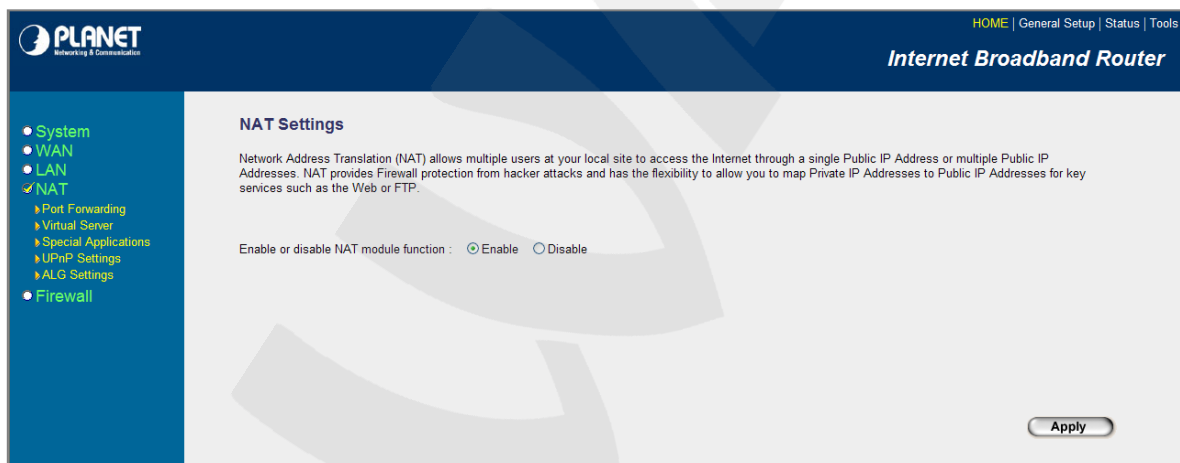 PLANET
Networking & Communication
HOME | General Setup | Status | Tools
Internet Broadband Router
System
WAN
LAN
NAT
Port Forwarding
Virtual Server
Special Applications
UPnP Settings
ALG Settings
Firewall
NAT Settings
Network Address Translation (NAT) allows multiple users at your local site to access the Internet through a single Public IP Address or multiple Public IP
Addresses. NAT provides Firewall protection from hacker attacks and has the flexibility to allow you to map Private IP Addresses to Public IP Addresses for key
services such as the Web or FTP.
Enable or disable NAT module function : Enable Disable
Apply